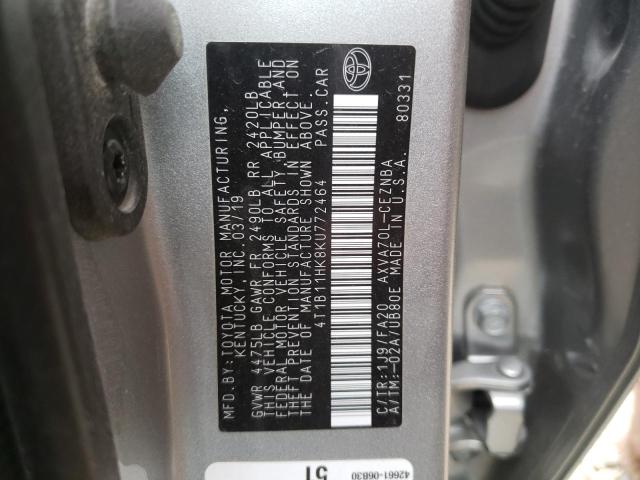 MFD.BY:TOYOTA MOTOR MANUFACTURING,
KENTUCKY, INC. 03/19
GVWR 4475LB GAWR FR 2490LB RR 2420LB
THIS VEHICLE CONFORMS TO ALL APPLICABLE
FEDERAL MOTOR VEHICLE SAFETY, BUMPER AND
THEFT PREVENTION STANDARDS IN EFFECT ON
THE DATE OF MANUFACTURE SHOWN ABOVE.
4T1B11HK8KU772464 PASS.CAR
C/TR:1J9/FA20 AXVA70L-CEZNBA
A/TM:-02A/UB80E MADE IN U.S.A. 80331
42661-06B30
51